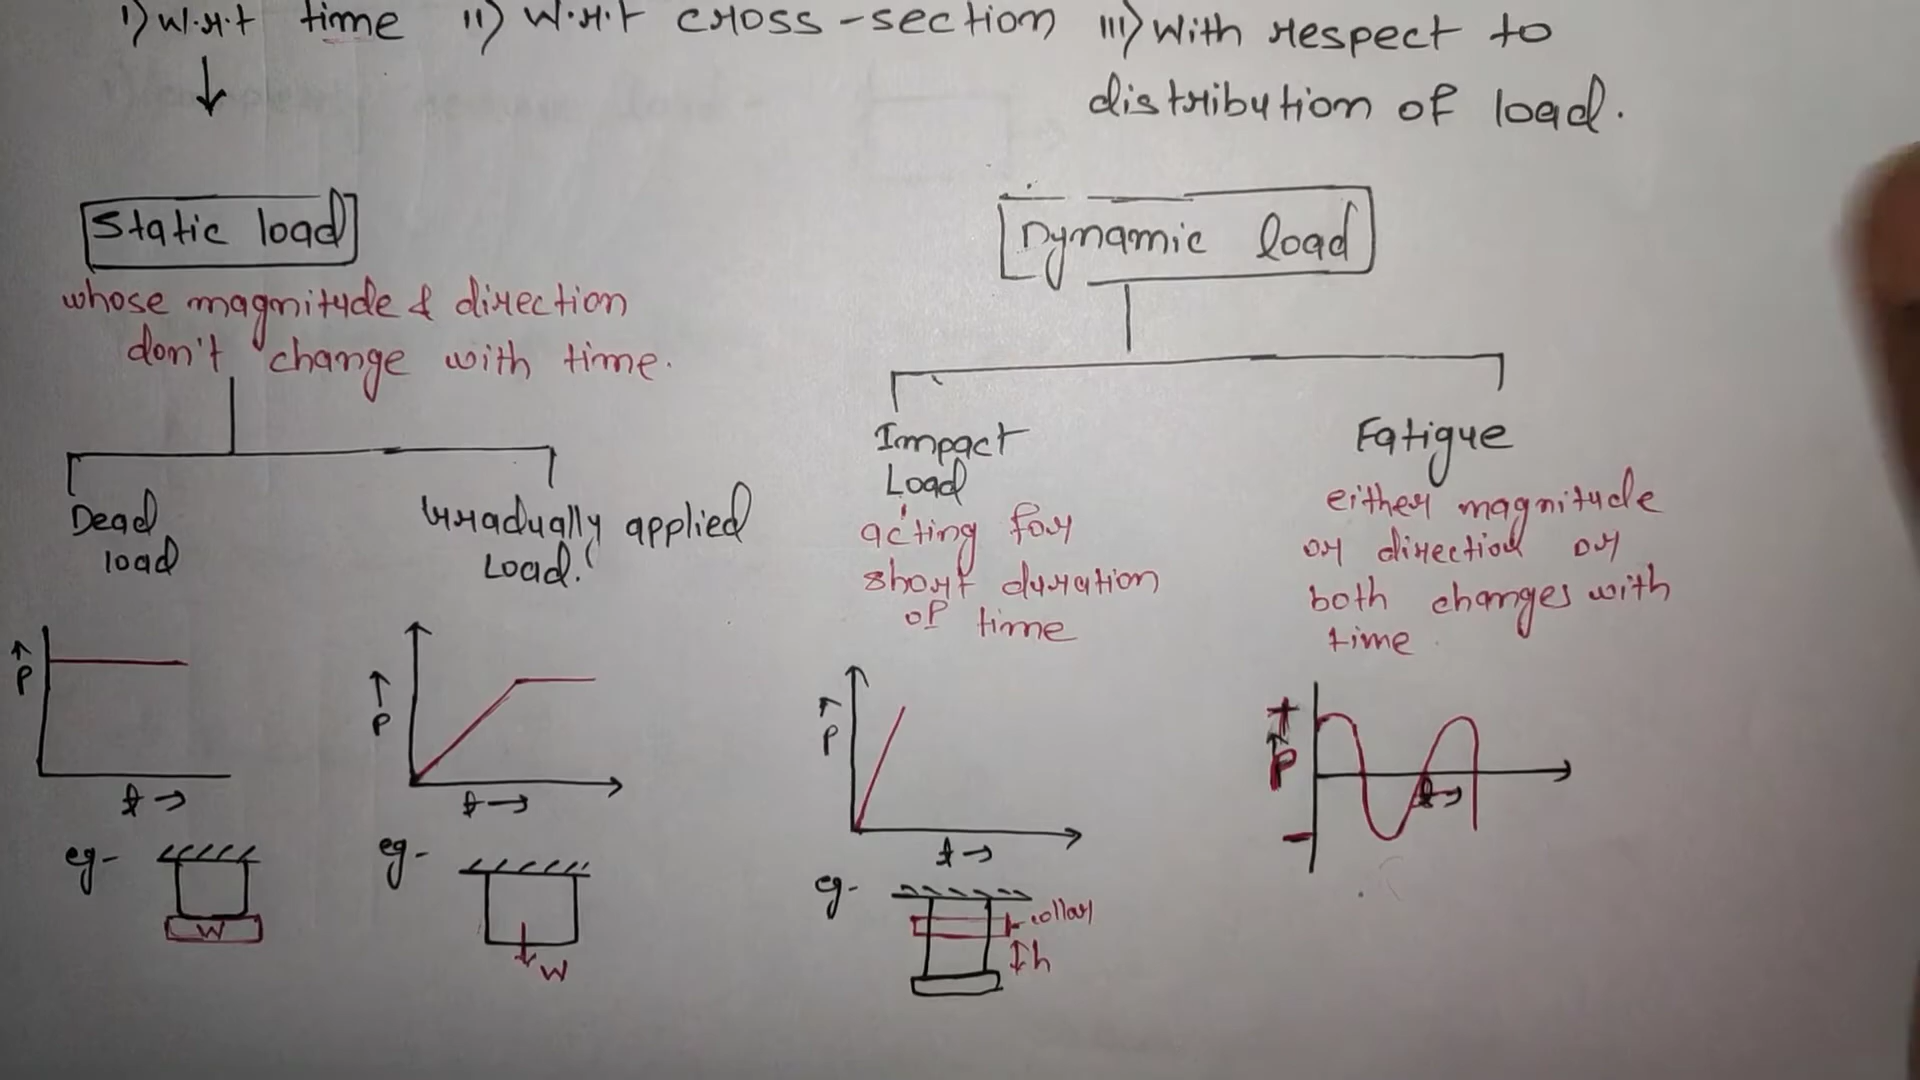 i) w.r.t time ii) w.r.t cross-section iii) With respect to
distribution of load.
Static load
whose magnitude & direction
don't change with time.
Dead
load
Gradually applied
Load.
Dynamic load
Impact
Load
acting for
short duration
of time
Fatigue
either magnitude
or direction or
both changes with
time
↑
P
t →
↑
P
t →
↑
P
t →
+
↑
P
-
t →
eg-
W
eg-
W
eg-
collar
h